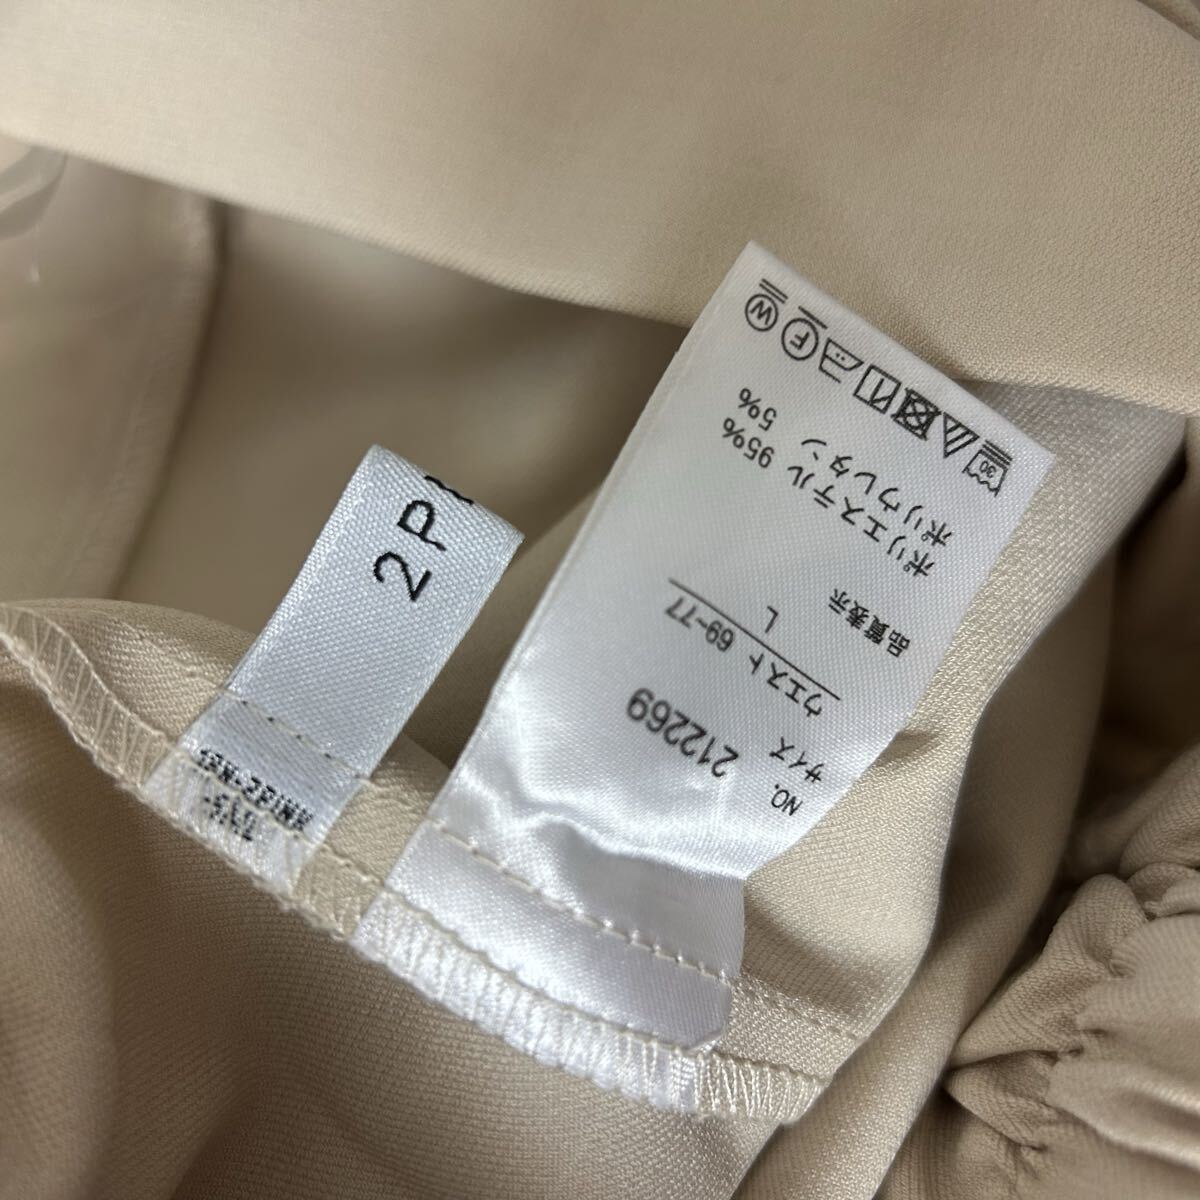 NO. 212269
サイズ
ウエスト 69~77
L
品質表示
ポリエステル 95%
ポリウレタン 5%
30
F
W
2P